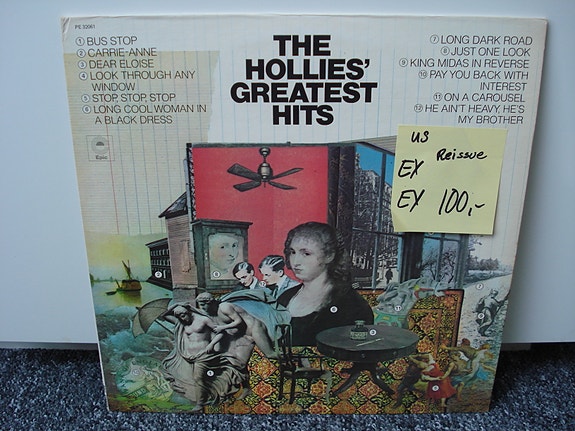 PE 32061
① BUS STOP
② CARRIE-ANNE
③ DEAR ELOISE
④ LOOK THROUGH ANY
WINDOW
⑤ STOP, STOP, STOP
⑥ LONG COOL WOMAN IN
A BLACK DRESS
Epic
THE
HOLLIES'
GREATEST
HITS
⑦ LONG DARK ROAD
⑧ JUST ONE LOOK
⑨ KING MIDAS IN REVERSE
⑩ PAY YOU BACK WITH
INTEREST
⑪ ON A CAROUSEL
⑫ HE AIN'T HEAVY, HE'S
MY BROTHER
US
Reissue
EX
EX 100,-